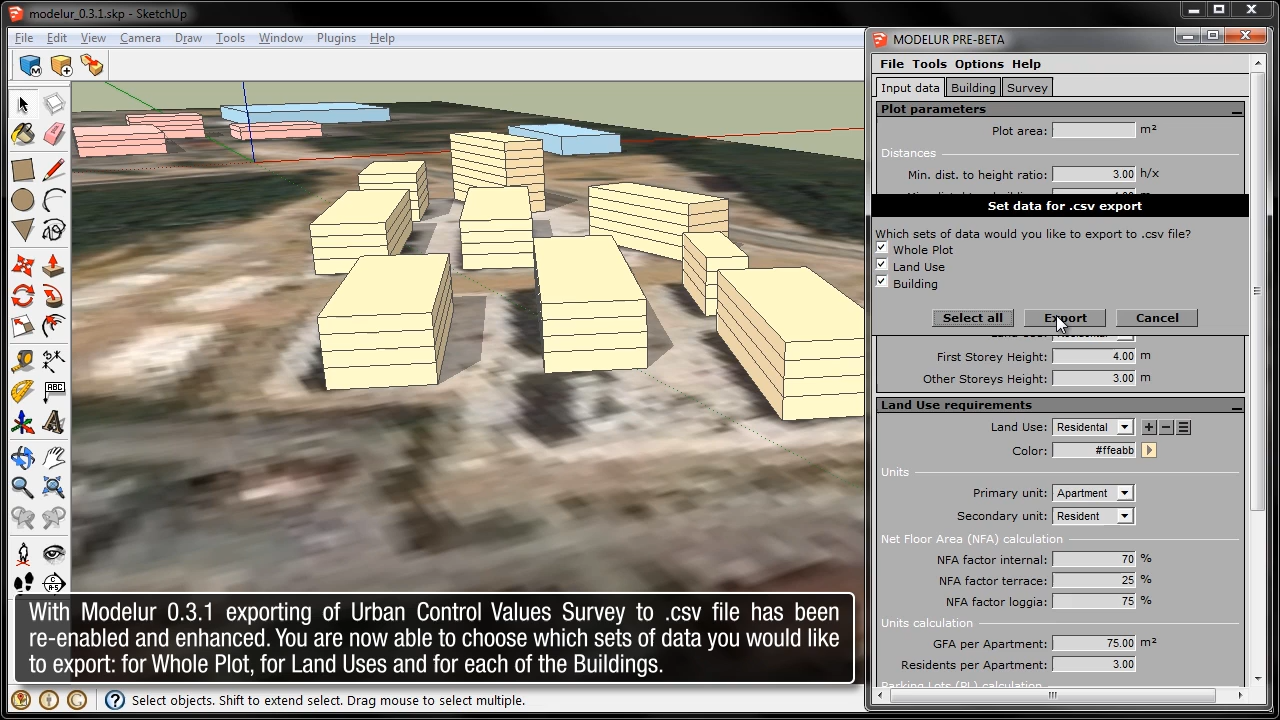 modelur_0.3.1.skp - SketchUp
File Edit View Camera Draw Tools Window Plugins Help
MODELUR PRE-BETA
File Tools Options Help
Input data Building Survey
Plot parameters
Plot area: m²
Distances
Min. dist. to height ratio: 3.00 h/x
Set data for .csv export
Which sets of data would you like to export to .csv file?
Whole Plot
Land Use
Building
Select all Export Cancel
First Storey Height: 4.00 m
Other Storeys Height: 3.00 m
Land Use requirements
Land Use: Residental
Color: #ffeabb
Units
Primary unit: Apartment
Secondary unit: Resident
Net Floor Area (NFA) calculation
NFA factor internal: 70 %
NFA factor terrace: 25 %
NFA factor loggia: 75 %
Units calculation
GFA per Apartment: 75.00 m²
Residents per Apartment: 3.00
Parking Lots (PL) calculation
ABC
With Modelur 0.3.1 exporting of Urban Control Values Survey to .csv file has been
re-enabled and enhanced. You are now able to choose which sets of data you would like
to export: for Whole Plot, for Land Uses and for each of the Buildings.
Select objects. Shift to extend select. Drag mouse to select multiple.